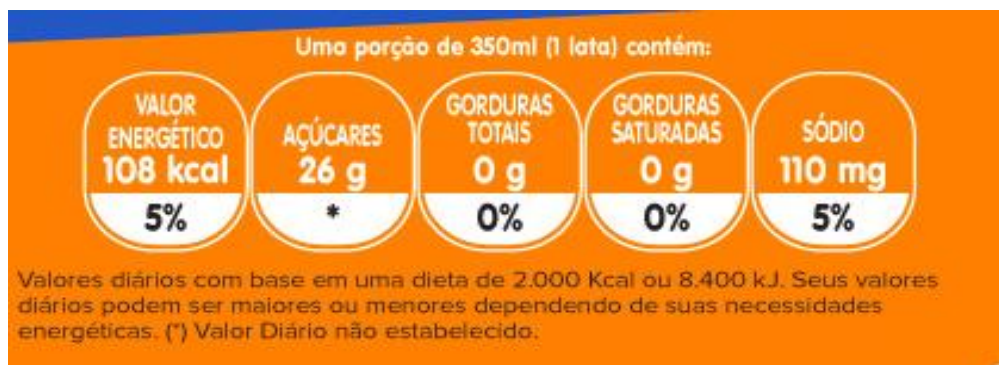 Uma porção de 350ml (1 lata) contém:
VALOR
ENERGÉTICO
108 kcal
5%
AÇÚCARES
26 g
*
GORDURAS
TOTAIS
0 g
0%
GORDURAS
SATURADAS
0 g
0%
SÓDIO
110 mg
5%
Valores diários com base em uma dieta de 2.000 Kcal ou 8.400 kJ. Seus valores
diários podem ser maiores ou menores dependendo de suas necessidades
energéticas. (*) Valor Diário não estabelecido.